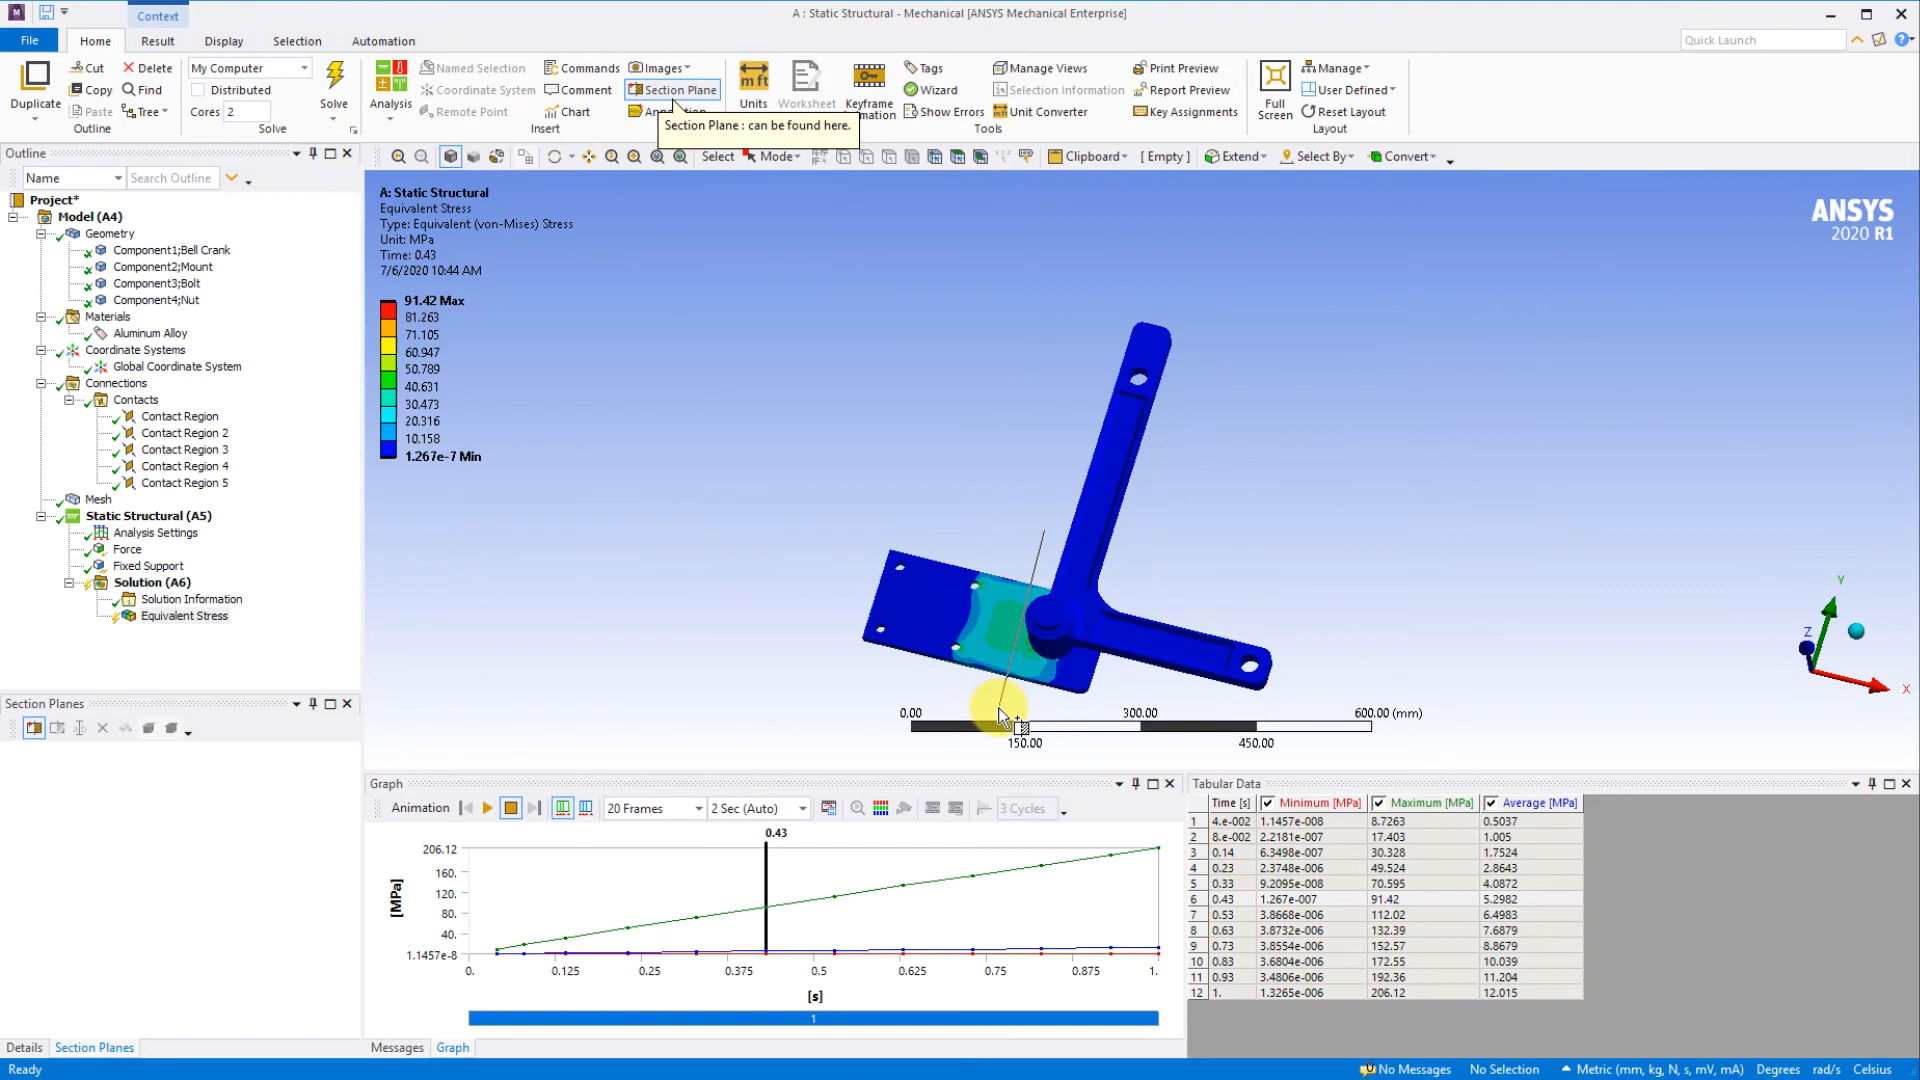 Context
A : Static Structural - Mechanical [ANSYS Mechanical Enterprise]
File
Home
Result
Display
Selection
Automation
Quick Launch
Duplicate
Cut
Copy
Paste
Delete
Find
Tree
Outline
My Computer
Distributed
Cores 2
Solve
Solve
Analysis
Named Selection
Coordinate System
Remote Point
Commands
Comment
Chart
Insert
Images
Section Plane
Section Plane : can be found here.
Units
Worksheet
Keyframe
Tags
Wizard
Show Errors
Manage Views
Selection Information
Unit Converter
Print Preview
Report Preview
Key Assignments
Tools
Full
Screen
Manage
User Defined
Reset Layout
Layout
Outline
Name
Search Outline
Select
Mode
Clipboard
[ Empty ]
Extend
Select By
Convert
Project*
Model (A4)
Geometry
Component1;Bell Crank
Component2;Mount
Component3;Bolt
Component4;Nut
Materials
Aluminum Alloy
Coordinate Systems
Global Coordinate System
Connections
Contacts
Contact Region
Contact Region 2
Contact Region 3
Contact Region 4
Contact Region 5
Mesh
Static Structural (A5)
Analysis Settings
Force
Fixed Support
Solution (A6)
Solution Information
Equivalent Stress
Section Planes
Details
Section Planes
A: Static Structural
Equivalent Stress
Type: Equivalent (von-Mises) Stress
Unit: MPa
Time: 0.43
7/6/2020 10:44 AM
91.42 Max
81.263
71.105
60.947
50.789
40.631
30.473
20.316
10.158
1.267e-7 Min
ANSYS
2020 R1
Y
Z
X
0.00 300.00 600.00 (mm)
150.00 450.00
Graph
Animation
20 Frames
2 Sec (Auto)
3 Cycles
0.43
206.12
160.
120.
80.
40.
1.1457e-8
[MPa]
0. 0.125 0.25 0.375 0.5 0.625 0.75 0.875 1.
[s]
1
Messages
Graph
Tabular Data
Time [s] Minimum [MPa] Maximum [MPa] Average [MPa]
1 4.e-002 1.1457e-008 8.7263 0.5037
2 8.e-002 2.2181e-007 17.403 1.005
3 0.14 6.3498e-007 30.328 1.7524
4 0.23 2.3748e-006 49.524 2.8643
5 0.33 9.2095e-008 70.595 4.0872
6 0.43 1.267e-007 91.42 5.2982
7 0.53 3.8668e-006 112.02 6.4983
8 0.63 3.8732e-006 132.39 7.6879
9 0.73 3.8554e-006 152.57 8.8679
10 0.83 3.6804e-006 172.55 10.039
11 0.93 3.4806e-006 192.36 11.204
12 1. 1.3265e-006 206.12 12.015
Ready
No Messages
No Selection
Metric (mm, kg, N, s, mV, mA)
Degrees
rad/s
Celsius